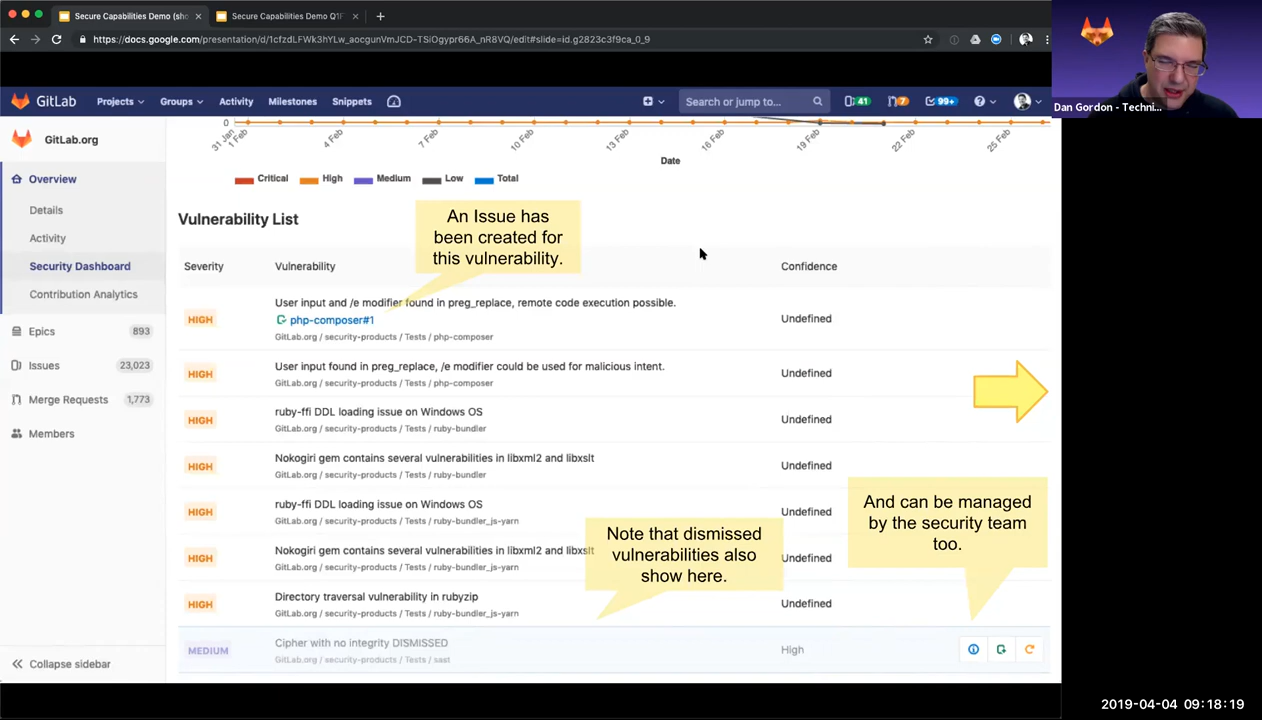 Secure Capabilities Demo (sho
Secure Capabilities Demo Q1F
https://docs.google.com/presentation/d/1cfzdLFWk3hYLw_aocgunVmJCD-TSiOgypr66A_nR8VQ/edit#slide=id.g2823c3f9ca_0_9
Dan Gordon - Techni...
GitLab
Projects
Groups
Activity
Milestones
Snippets
Search or jump to...
41
7
99+
GitLab.org
Overview
Details
Activity
Security Dashboard
Contribution Analytics
Epics 893
Issues 23,023
Merge Requests 1,773
Members
Collapse sidebar
0
31 Jan
1 Feb
4 Feb
7 Feb
10 Feb
13 Feb
16 Feb
19 Feb
22 Feb
25 Feb
Date
Critical High Medium Low Total
Vulnerability List
An Issue has
been created for
this vulnerability.
Severity Vulnerability Confidence
User input and /e modifier found in preg_replace, remote code execution possible.
HIGH php-composer#1 Undefined
GitLab.org / security-products / Tests / php-composer
User input found in preg_replace, /e modifier could be used for malicious intent.
HIGH Undefined
GitLab.org / security-products / Tests / php-composer
ruby-ffi DDL loading issue on Windows OS
HIGH Undefined
GitLab.org / security-products / Tests / ruby-bundler
Nokogiri gem contains several vulnerabilities in libxml2 and libxslt
HIGH Undefined
GitLab.org / security-products / Tests / ruby-bundler
ruby-ffi DDL loading issue on Windows OS
HIGH Undefined
GitLab.org / security-products / Tests / ruby-bundler_js-yarn
Nokogiri gem contains several vulnerabilities in libxml2 and libxslt
HIGH Undefined
GitLab.org / security-products / Tests / ruby-bundler_js-yarn
Directory traversal vulnerability in rubyzip
HIGH Undefined
GitLab.org / security-products / Tests / ruby-bundler_js-yarn
Note that dismissed
vulnerabilities also
show here.
And can be managed
by the security team
too.
Cipher with no integrity DISMISSED
MEDIUM High
GitLab.org / security-products / Tests / sast
2019-04-04 09:18:19